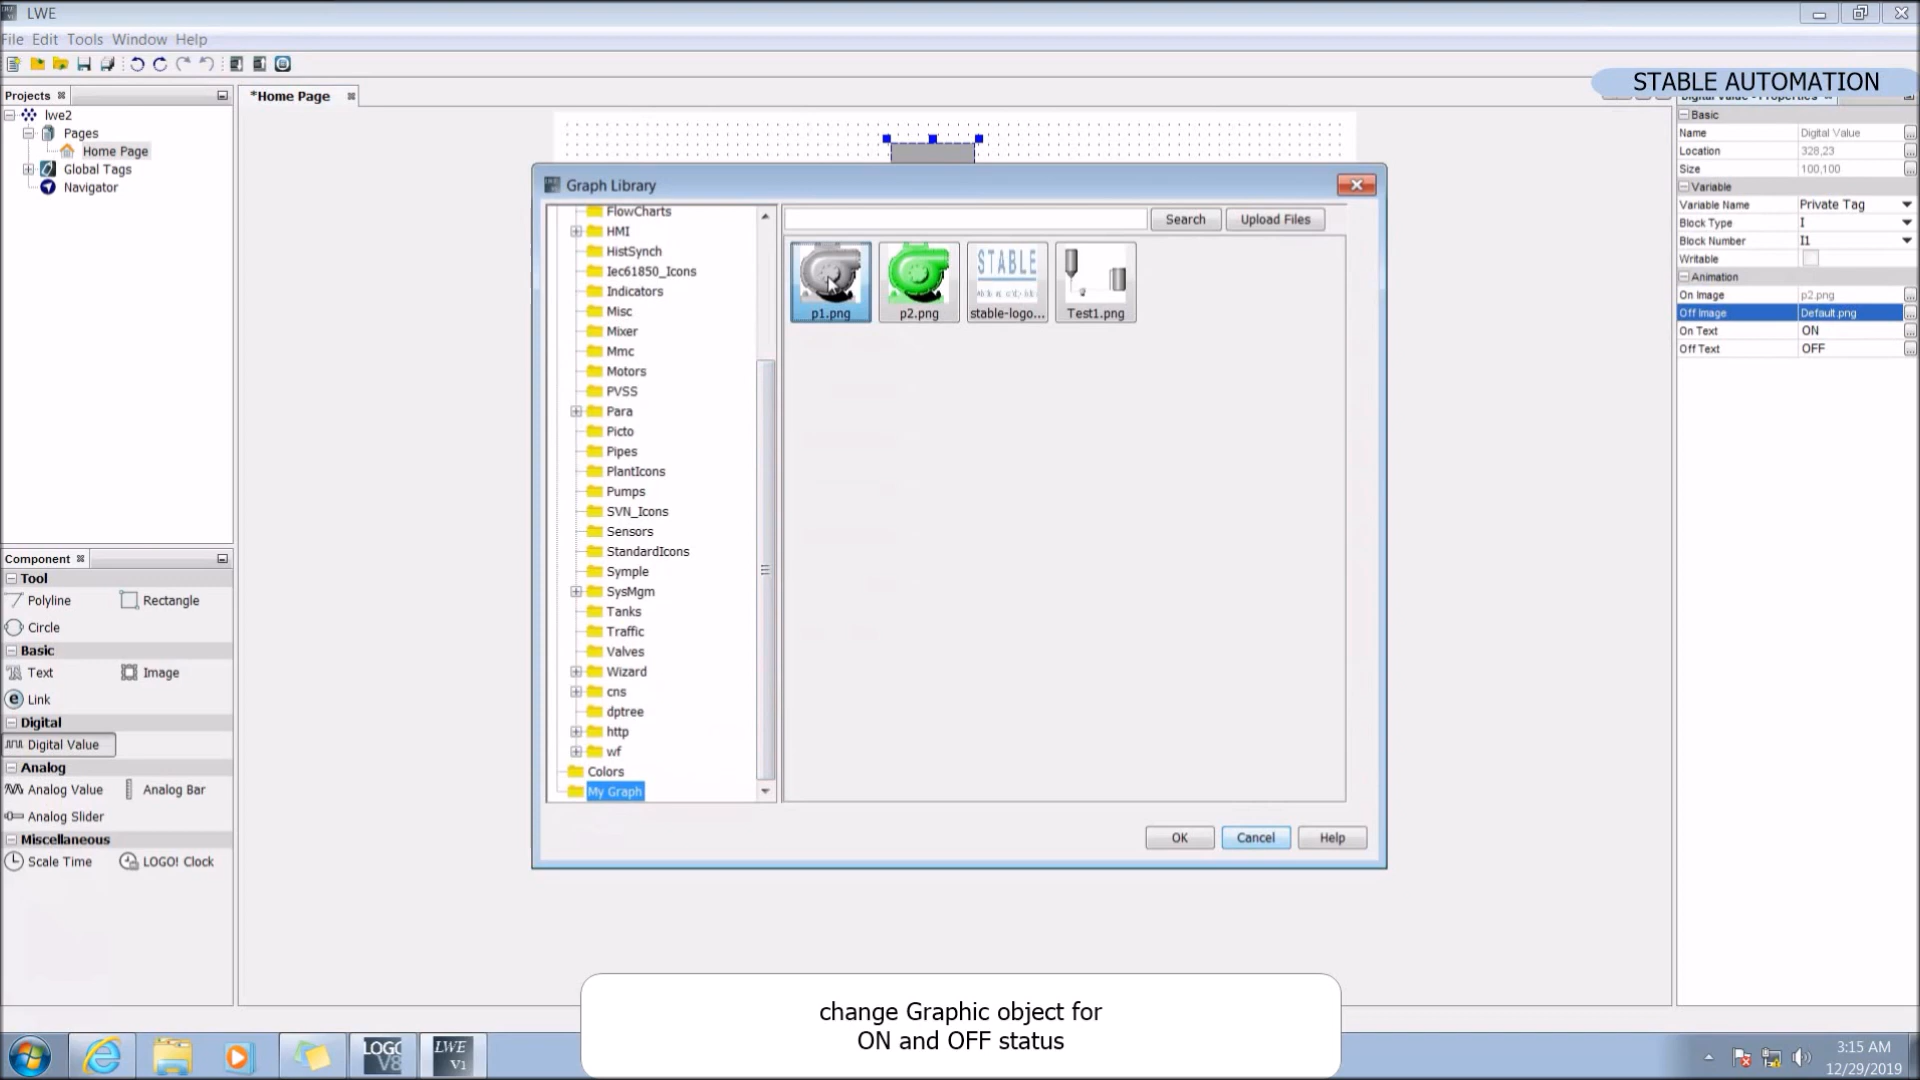 LWE
File Edit Tools Window Help
STABLE AUTOMATION
Projects
lwe2
Pages
Home Page
Global Tags
Navigator
*Home Page
Graph Library
FlowCharts
HMI
HistSynch
Iec61850_Icons
Indicators
Misc
Mixer
Mmc
Motors
PVSS
Para
Picto
Pipes
PlantIcons
Pumps
SVN_Icons
Sensors
StandardIcons
Symple
SysMgm
Tanks
Traffic
Valves
Wizard
cns
dptree
http
wf
Colors
My Graph
Search
Upload Files
p1.png
p2.png
STABLE
stable-logo...
Test1.png
OK
Cancel
Help
Basic
Name Digital Value
Location 328,23
Size 100,100
Variable
Variable Name Private Tag
Block Type I
Block Number I1
Writable
Animation
On Image p2.png
Off Image Default.png
On Text ON
Off Text OFF
Component
Tool
Polyline Rectangle
Circle
Basic
Text Image
Link
Digital
Digital Value
Analog
Analog Value Analog Bar
Analog Slider
Miscellaneous
Scale Time LOGO! Clock
change Graphic object for
ON and OFF status
LOGO
V8
LWE
V1
3:15 AM
12/29/2019